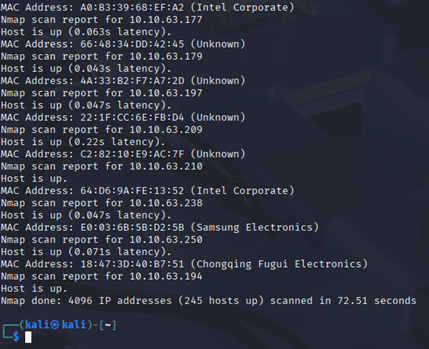 MAC Address: A0:B3:39:68:EF:A2 (Intel Corporate)
Nmap scan report for 10.10.63.177
Host is up (0.063s latency).
MAC Address: 66:48:34:DD:42:45 (Unknown)
Nmap scan report for 10.10.63.179
Host is up (0.043s latency).
MAC Address: 4A:33:B2:F7:A7:2D (Unknown)
Nmap scan report for 10.10.63.197
Host is up (0.047s latency).
MAC Address: 22:1F:CC:6E:FB:D4 (Unknown)
Nmap scan report for 10.10.63.209
Host is up (0.22s latency).
MAC Address: C2:82:10:E9:AC:7F (Unknown)
Nmap scan report for 10.10.63.210
Host is up.
MAC Address: 64:D6:9A:FE:13:52 (Intel Corporate)
Nmap scan report for 10.10.63.238
Host is up (0.047s latency).
MAC Address: E0:03:6B:5B:D2:5B (Samsung Electronics)
Nmap scan report for 10.10.63.250
Host is up (0.071s latency).
MAC Address: 18:47:3D:40:B7:51 (Chongqing Fugui Electronics)
Nmap scan report for 10.10.63.194
Host is up.
Nmap done: 4096 IP addresses (245 hosts up) scanned in 72.51 seconds
┌──(kali㉿kali)-[~]
└─$